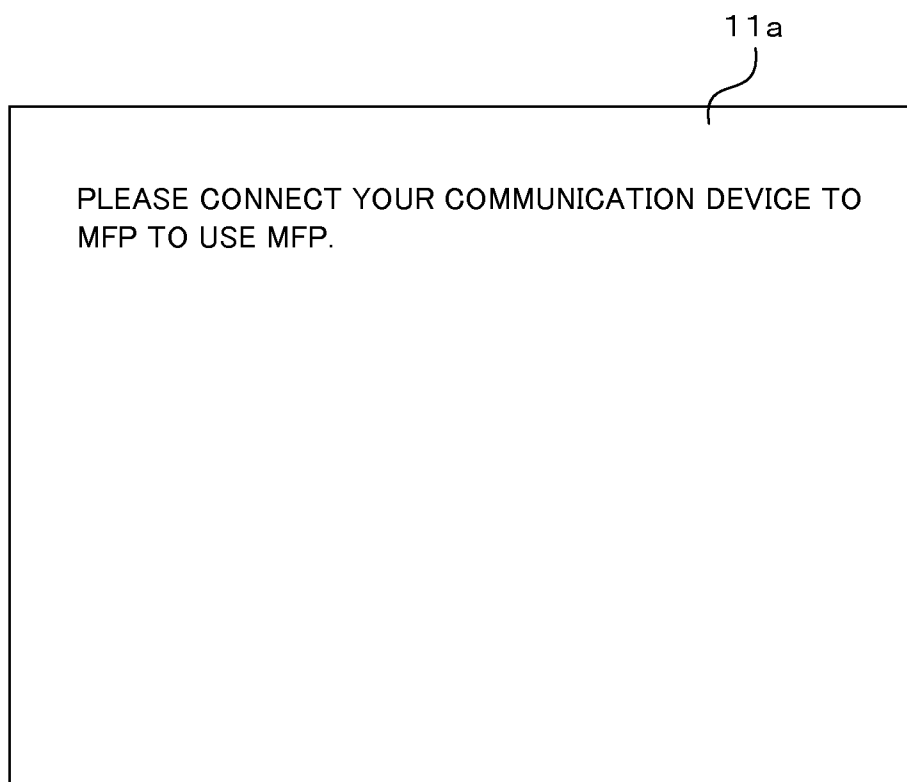 11a
PLEASE CONNECT YOUR COMMUNICATION DEVICE TO
MFP TO USE MFP.